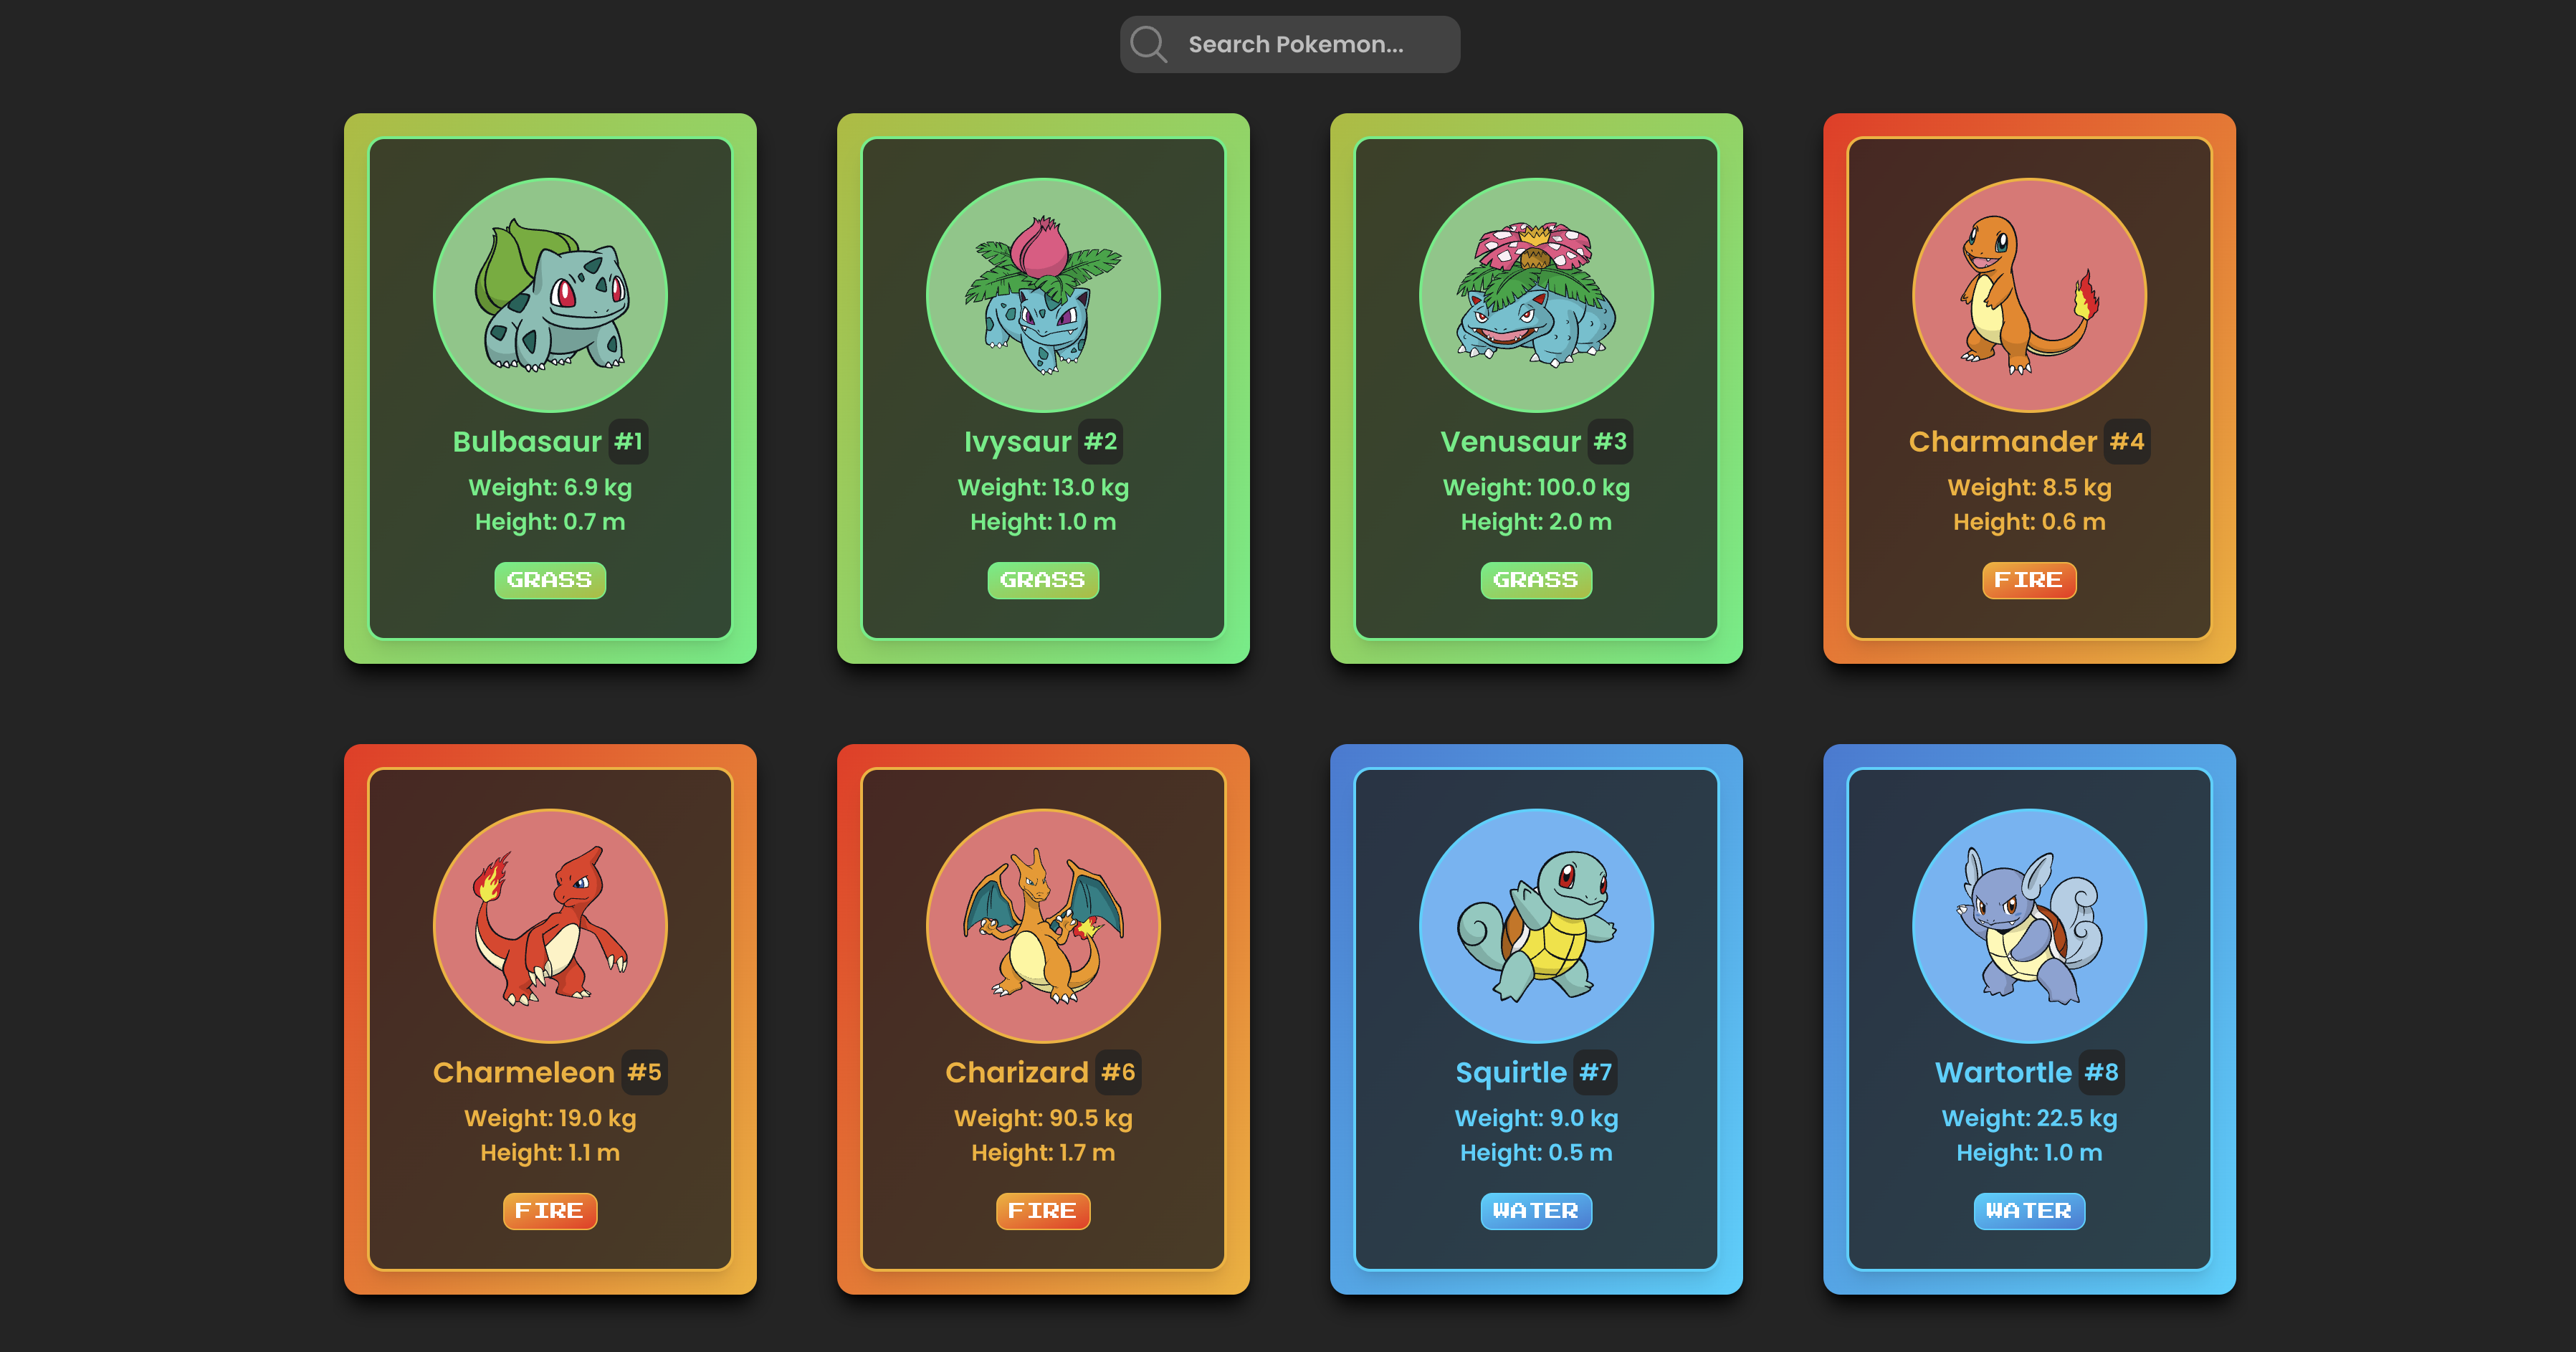 Search Pokemon...
Bulbasaur #1
Weight: 6.9 kg
Height: 0.7 m
GRASS
Ivysaur #2
Weight: 13.0 kg
Height: 1.0 m
GRASS
Venusaur #3
Weight: 100.0 kg
Height: 2.0 m
GRASS
Charmander #4
Weight: 8.5 kg
Height: 0.6 m
FIRE
Charmeleon #5
Weight: 19.0 kg
Height: 1.1 m
FIRE
Charizard #6
Weight: 90.5 kg
Height: 1.7 m
FIRE
Squirtle #7
Weight: 9.0 kg
Height: 0.5 m
WATER
Wartortle #8
Weight: 22.5 kg
Height: 1.0 m
WATER